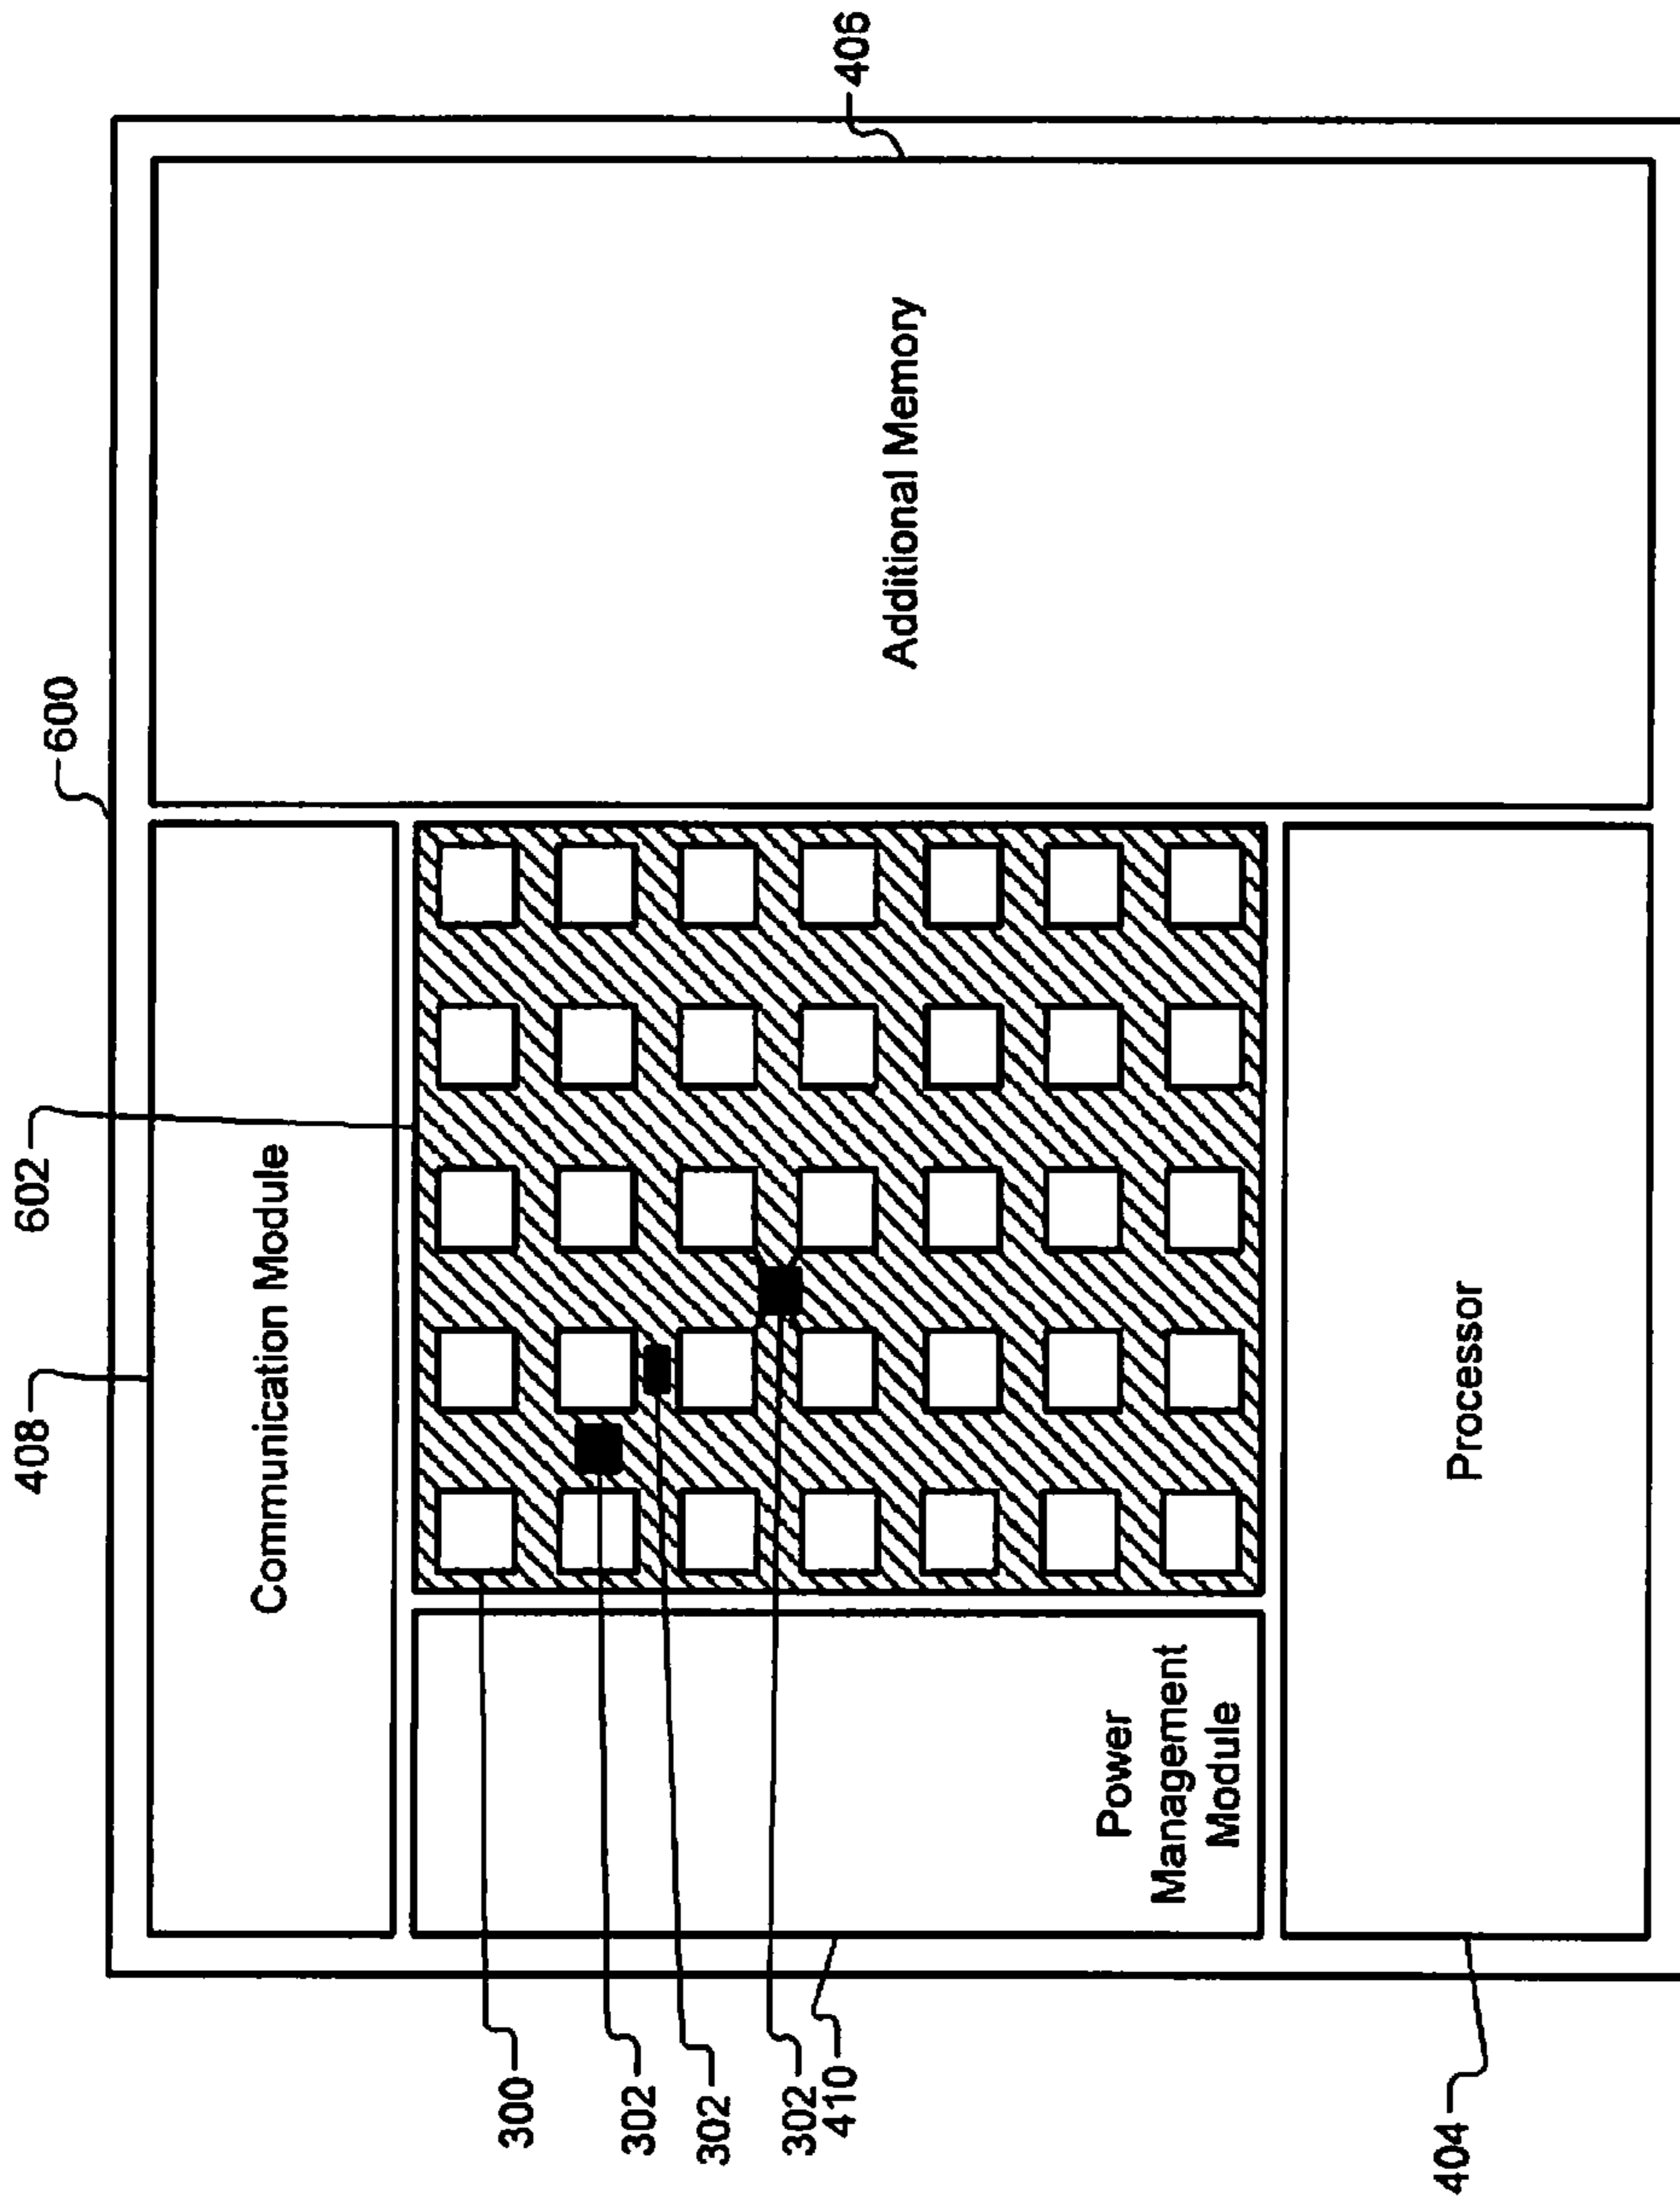 408
602
600
Communication Module
300
302
302
302
410
406
Additional Memory
Power
Management
Module
404
Processor